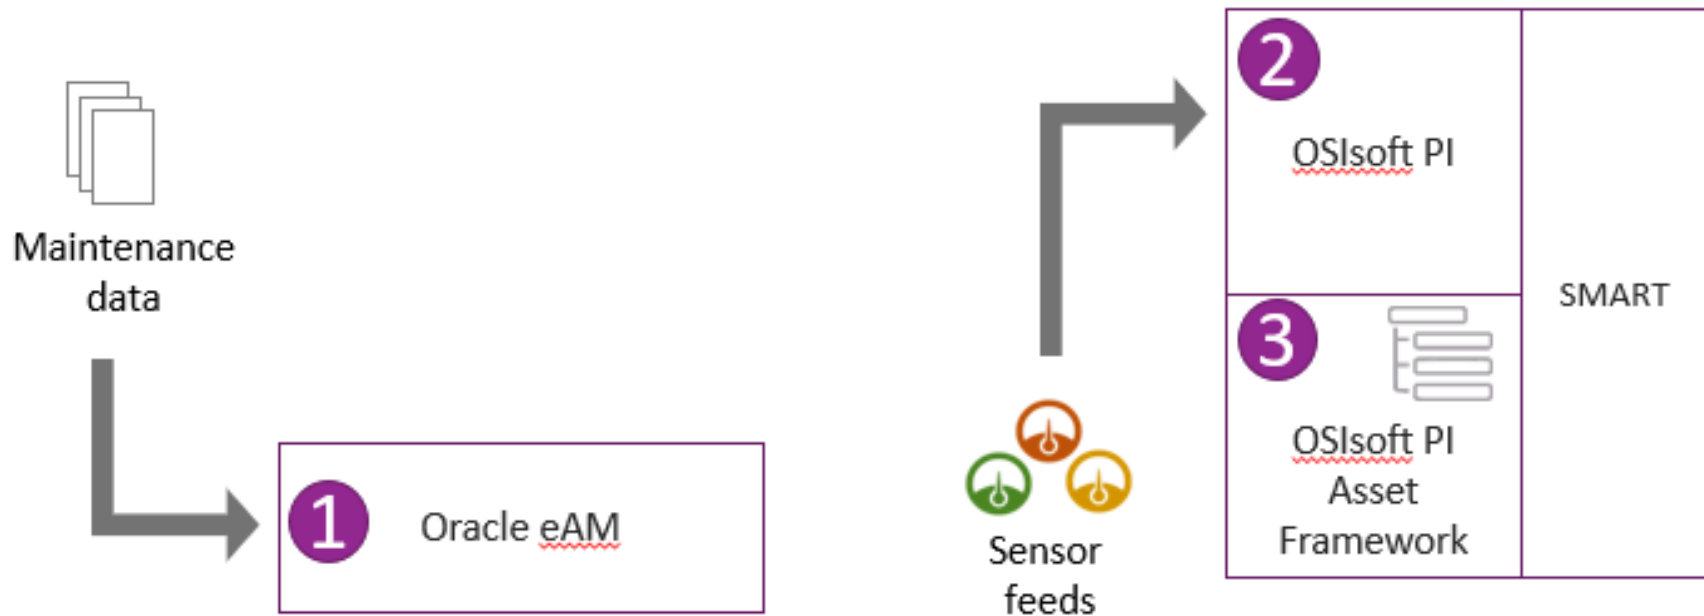 Maintenance
data
1
Oracle eAM
Sensor
feeds
2
OSIsoft PI
3
OSIsoft PI
Asset
Framework
SMART